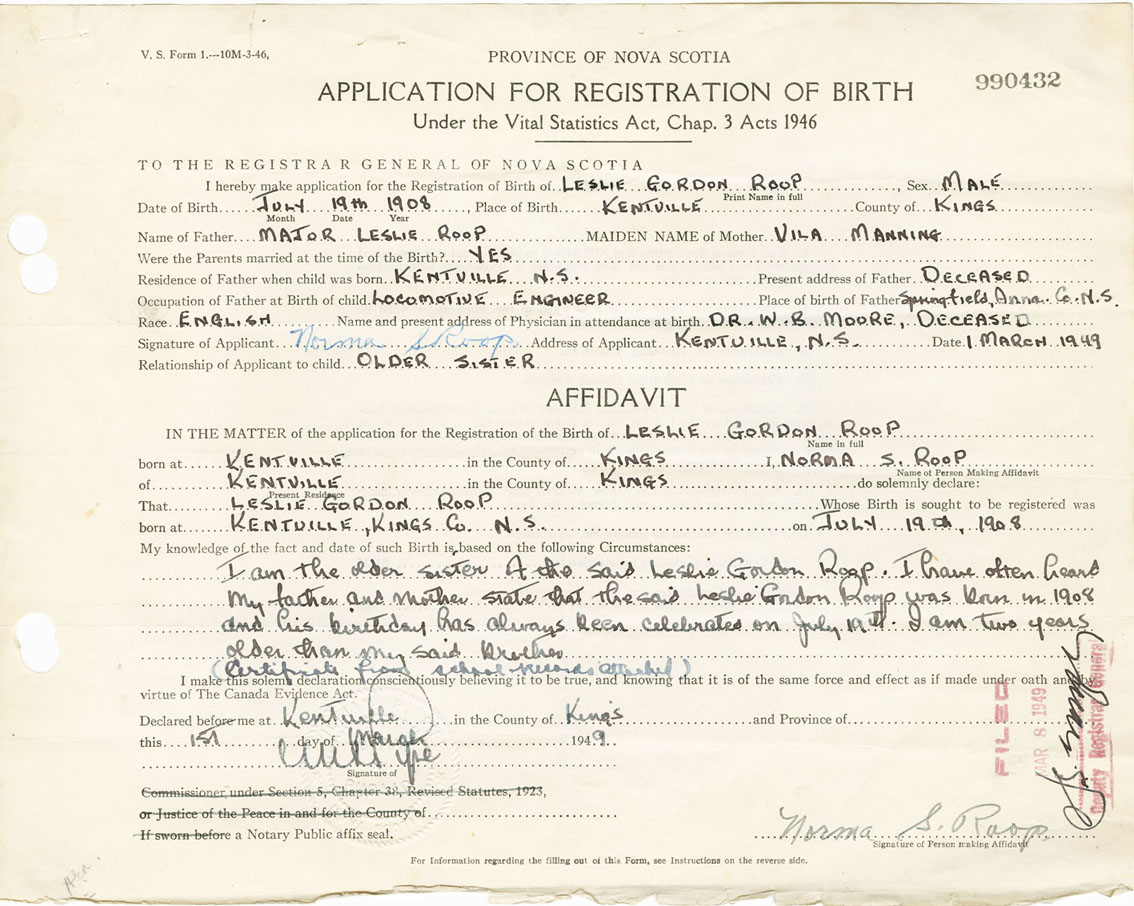 V. S. Form 1.---10M-3-46,
PROVINCE OF NOVA SCOTIA
990432
APPLICATION FOR REGISTRATION OF BIRTH
Under the Vital Statistics Act, Chap. 3 Acts 1946
TO THE REGISTRAR GENERAL OF NOVA SCOTIA
I hereby make application for the Registration of Birth of LESLIE GORDON ROOP, Sex MALE
Print Name in full
Date of Birth JULY 19TH 1908, Place of Birth KENTVILLE County of KINGS
Month Date Year
Name of Father MAJOR LESLIE ROOP MAIDEN NAME of Mother VILA MANNING
Were the Parents married at the time of the Birth? YES
Residence of Father when child was born KENTVILLE N.S. Present address of Father DECEASED
Occupation of Father at Birth of child LOCOMOTIVE ENGINEER Place of birth of Father Springfield, Anna. Co. N.S.
Race ENGLISH Name and present address of Physician in attendance at birth DR. W. B. MOORE, DECEASED
Signature of Applicant Norma S. Roop Address of Applicant KENTVILLE, N.S. Date 1 MARCH 1949
Relationship of Applicant to child OLDER SISTER
AFFIDAVIT
IN THE MATTER of the application for the Registration of the Birth of LESLIE GORDON ROOP
Name in full
born at KENTVILLE in the County of KINGS I, NORMA S. ROOP
Name of Person Making Affidavit
of KENTVILLE in the County of KINGS do solemnly declare:
Present Residence
That LESLIE GORDON ROOP Whose Birth is sought to be registered was
born at KENTVILLE, KINGS Co. N.S. on JULY 19th, 1908
My knowledge of the fact and date of such Birth is based on the following Circumstances:
I am the older sister of the said Leslie Gordon Roop. I have often heard
my father and mother state that the said Leslie Gordon Roop was born in 1908
and his birthday has always been celebrated on July 19th. I am two years
older than my said brother
(Certificate from school records attached)
I make this solemn declaration conscientiously believing it to be true, and knowing that it is of the same force and effect as if made under oath and by
virtue of The Canada Evidence Act.
Declared before me at Kentville in the County of Kings and Province of
this 1st day of March 1949
Signature of
Commissioner under Section 5, Chapter 38, Revised Statutes, 1923,
or Justice of the Peace in and for the County of
If sworn before a Notary Public affix seal.
Norma S. Roop
Signature of Person making Affidavit
FILED
MAR 8 1949
Deputy Registrar General
For Information regarding the filling out of this Form, see Instructions on the reverse side.